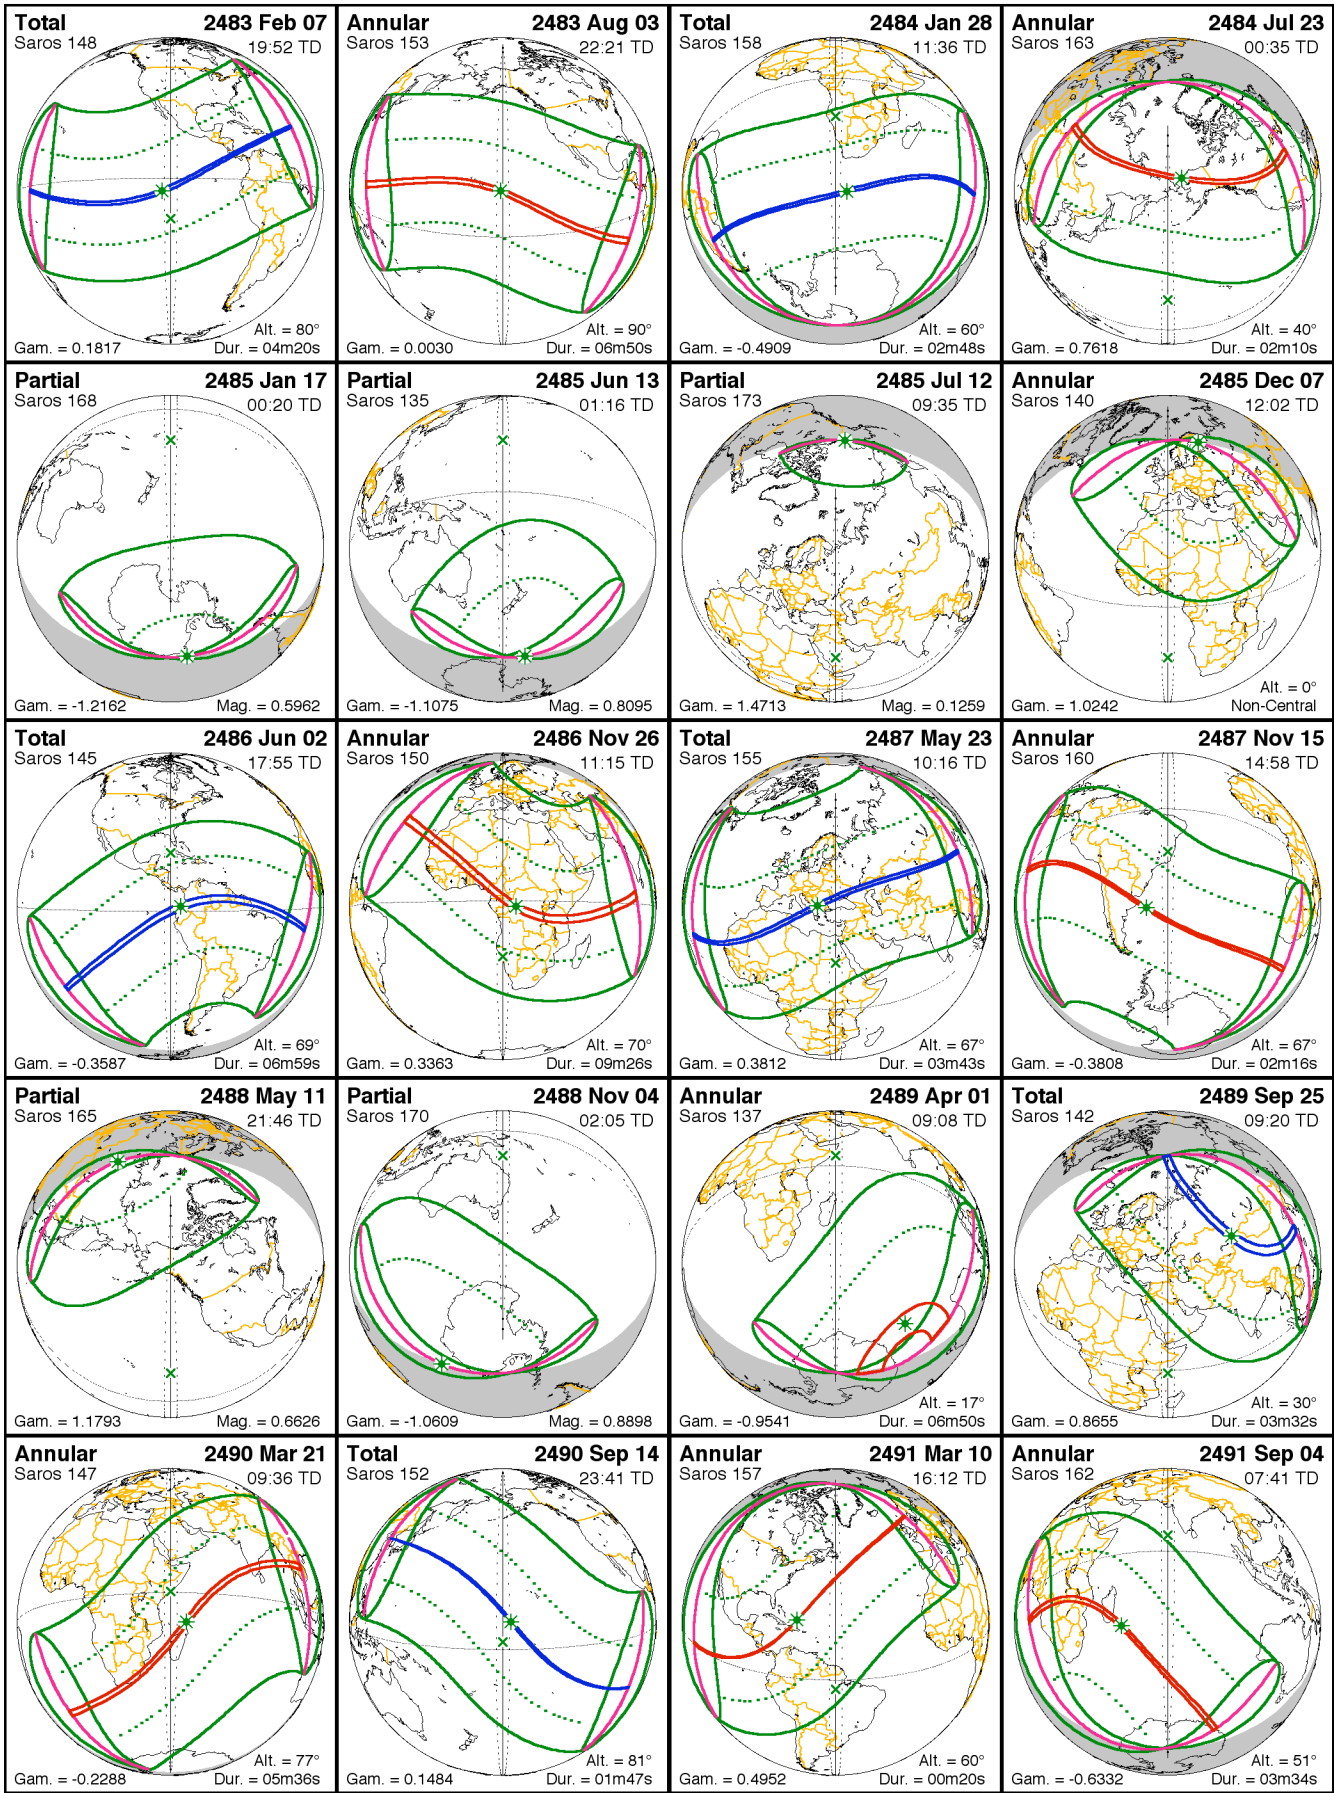 Total 2483 Feb 07
Saros 148 19:52 TD
Alt. = 80°
Gam. = 0.1817 Dur. = 04m20s
Annular 2483 Aug 03
Saros 153 22:21 TD
Alt. = 90°
Gam. = 0.0030 Dur. = 06m50s
Total 2484 Jan 28
Saros 158 11:36 TD
Alt. = 60°
Gam. = -0.4909 Dur. = 02m48s
Annular 2484 Jul 23
Saros 163 00:35 TD
Alt. = 40°
Gam. = 0.7618 Dur. = 02m10s
Partial 2485 Jan 17
Saros 168 00:20 TD
Gam. = -1.2162 Mag. = 0.5962
Partial 2485 Jun 13
Saros 135 01:16 TD
Gam. = -1.1075 Mag. = 0.8095
Partial 2485 Jul 12
Saros 173 09:35 TD
Gam. = 1.4713 Mag. = 0.1259
Annular 2485 Dec 07
Saros 140 12:02 TD
Alt. = 0°
Gam. = 1.0242 Non-Central
Total 2486 Jun 02
Saros 145 17:55 TD
Alt. = 69°
Gam. = -0.3587 Dur. = 06m59s
Annular 2486 Nov 26
Saros 150 11:15 TD
Alt. = 70°
Gam. = 0.3363 Dur. = 09m26s
Total 2487 May 23
Saros 155 10:16 TD
Alt. = 67°
Gam. = 0.3812 Dur. = 03m43s
Annular 2487 Nov 15
Saros 160 14:58 TD
Alt. = 67°
Gam. = -0.3808 Dur. = 02m16s
Partial 2488 May 11
Saros 165 21:46 TD
Gam. = 1.1793 Mag. = 0.6626
Partial 2488 Nov 04
Saros 170 02:05 TD
Gam. = -1.0609 Mag. = 0.8898
Annular 2489 Apr 01
Saros 137 09:08 TD
Alt. = 17°
Gam. = -0.9541 Dur. = 06m50s
Total 2489 Sep 25
Saros 142 09:20 TD
Alt. = 30°
Gam. = 0.8655 Dur. = 03m32s
Annular 2490 Mar 21
Saros 147 09:36 TD
Alt. = 77°
Gam. = -0.2288 Dur. = 05m36s
Total 2490 Sep 14
Saros 152 23:41 TD
Alt. = 81°
Gam. = 0.1484 Dur. = 01m47s
Annular 2491 Mar 10
Saros 157 16:12 TD
Alt. = 60°
Gam. = 0.4952 Dur. = 00m20s
Annular 2491 Sep 04
Saros 162 07:41 TD
Alt. = 51°
Gam. = -0.6332 Dur. = 03m34s